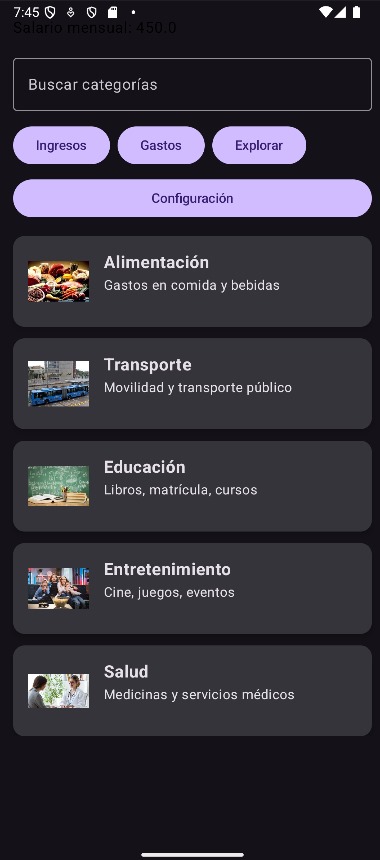 7:45
Salario mensual: 450.0
Buscar categorías
Ingresos Gastos Explorar
Configuración
Alimentación
Gastos en comida y bebidas
Transporte
Movilidad y transporte público
Educación
Libros, matrícula, cursos
Entretenimiento
Cine, juegos, eventos
Salud
Medicinas y servicios médicos